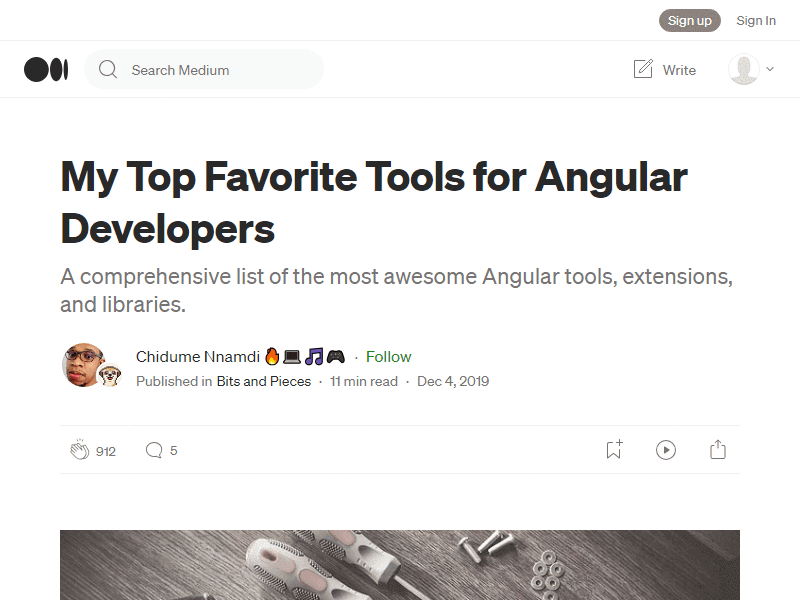 Sign up Sign In
Search Medium Write
My Top Favorite Tools for Angular
Developers
A comprehensive list of the most awesome Angular tools, extensions,
and libraries.
Chidume Nnamdi 🔥💻🎵🎮 · Follow
Published in Bits and Pieces · 11 min read · Dec 4, 2019
912 5